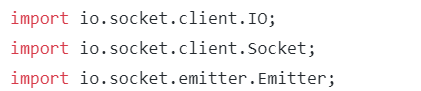 import io.socket.client.IO;
import io.socket.client.Socket;
import io.socket.emitter.Emitter;